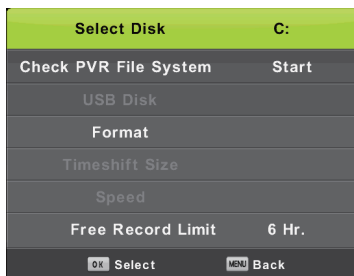 Select Disk C:
Check PVR File System Start
USB Disk
Format
Timeshift Size
Speed
Free Record Limit 6 Hr.
OK Select MENU Back